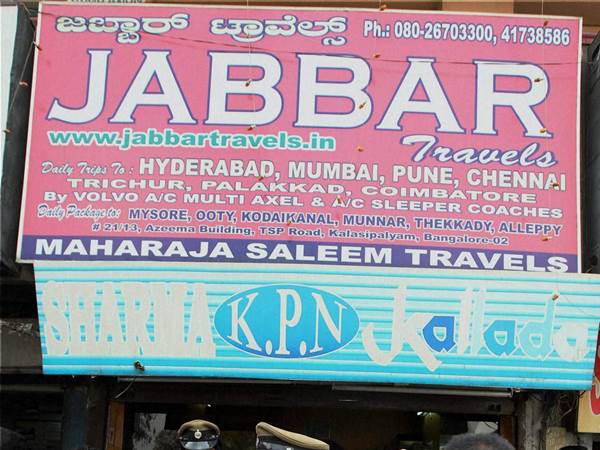 ಜಬ್ಬಾರ್ ಟ್ರಾವೆಲ್ಸ್ Ph.: 080-26703300, 41738586
JABBAR
Travels
www.jabbartravels.in
Daily Trips To : HYDERABAD, MUMBAI, PUNE, CHENNAI
TRICHUR, PALAKKAD, COIMBATORE
By VOLVO A/C MULTI AXEL & A/C SLEEPER COACHES
Daily Package to: MYSORE, OOTY, KODAIKANAL, MUNNAR, THEKKADY, ALLEPPY
# 21/13, Azeema Building, TSP Road, Kalasipalyam, Bangalore-02
MAHARAJA SALEEM TRAVELS
SHARMA K.P.N Kallada